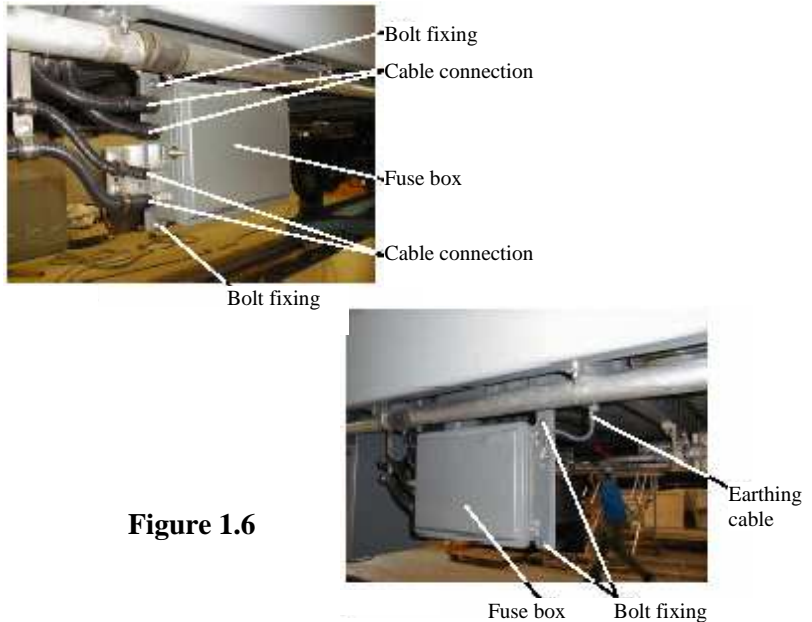 Bolt fixing
Cable connection
Fuse box
Cable connection
Bolt fixing
Earthing
cable
Figure 1.6
Fuse box
Bolt fixing